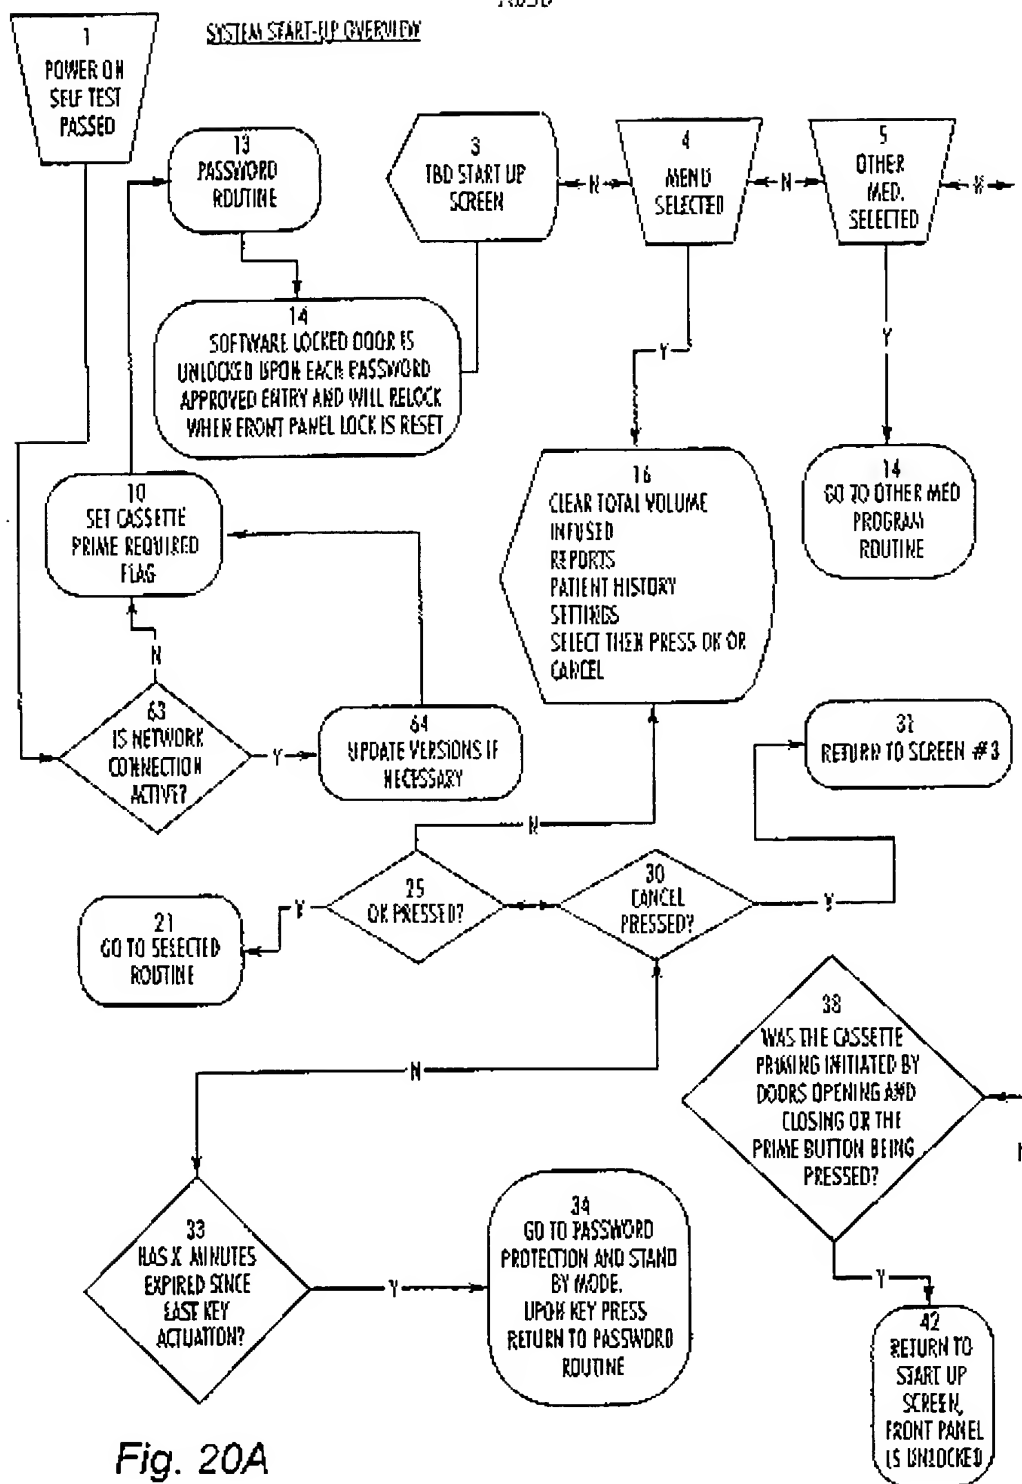 SYSTEM START-UP OVERVIEW
1
POWER ON
SELF TEST
PASSED
13
PASSWORD
ROUTINE
3
TBD START UP
SCREEN
N
4
MENU
SELECTED
N
5
OTHER
MED.
SELECTED
N
14
SOFTWARE LOCKED DOOR IS
UNLOCKED UPON EACH PASSWORD
APPROVED ENTRY AND WILL RELOCK
WHEN FRONT PANEL LOCK IS RESET
Y
Y
10
SET CASSETTE
PRIME REQUIRED
FLAG
16
CLEAR TOTAL VOLUME
INFUSED
REPORTS
PATIENT HISTORY
SETTINGS
SELECT THEN PRESS OK OR
CANCEL
14
GO TO OTHER MED
PROGRAM
ROUTINE
N
63
IS NETWORK
CONNECTION
ACTIVE?
Y
64
UPDATE VERSIONS IF
NECESSARY
31
RETURN TO SCREEN #3
N
25
OK PRESSED?
Y
30
CANCEL
PRESSED?
Y
21
GO TO SELECTED
ROUTINE
N
38
WAS THE CASSETTE
PRIMING INITIATED BY
DOORS OPENING AND
CLOSING OR THE
PRIME BUTTON BEING
PRESSED?
33
HAS X MINUTES
EXPIRED SINCE
LAST KEY
ACTUATION?
Y
34
GO TO PASSWORD
PROTECTION AND STAND
BY MODE.
UPON KEY PRESS
RETURN TO PASSWORD
ROUTINE
Y
42
RETURN TO
START UP
SCREEN,
FRONT PANEL
IS UNLOCKED
Fig. 20A